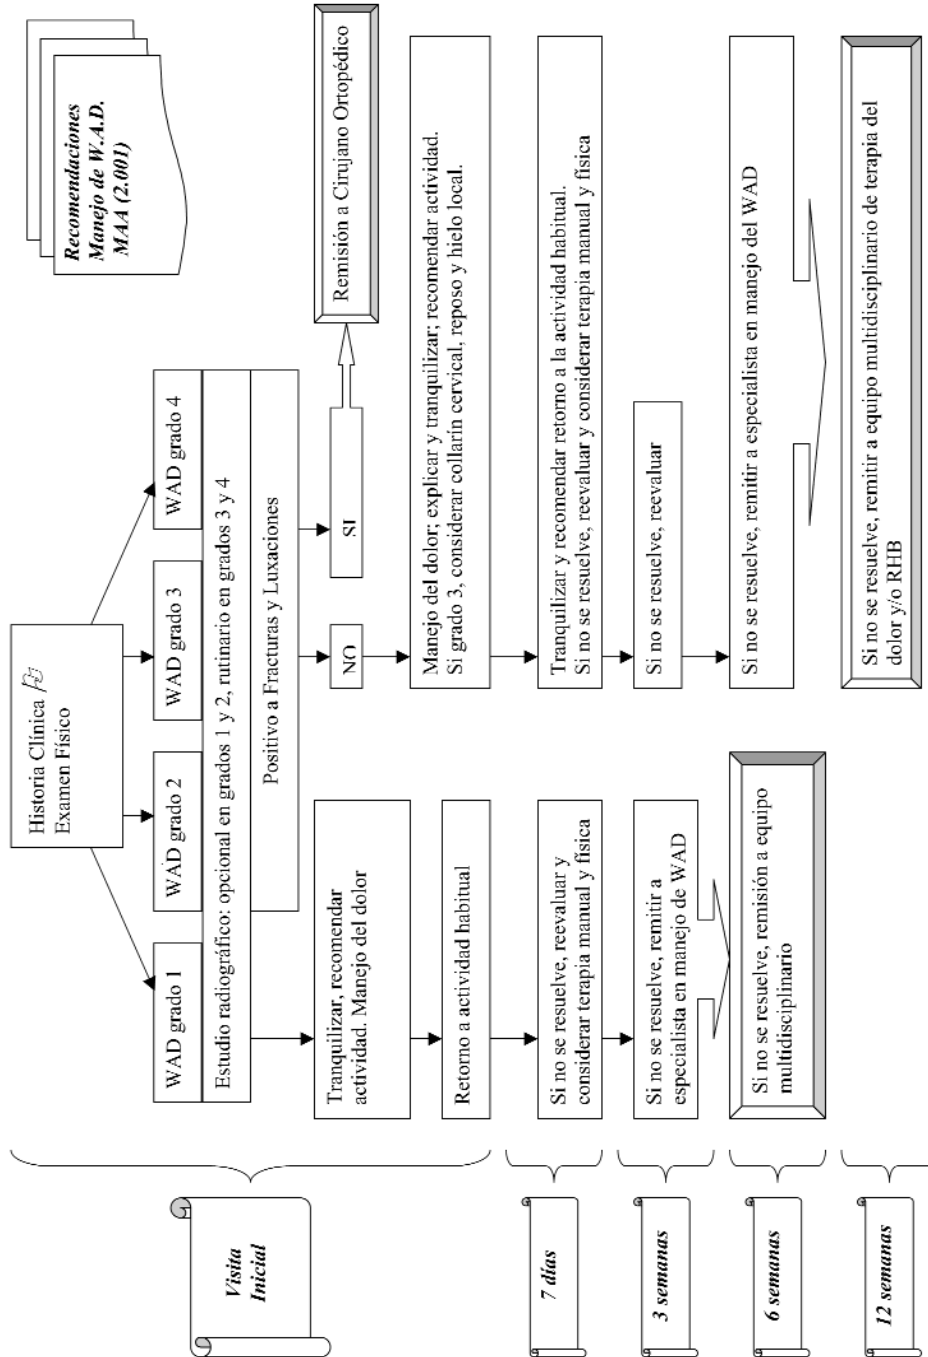 Recomendaciones
Manejo de W.A.D.
MAA (2.001)
Historia Clínica
Examen Físico
WAD grado 1
WAD grado 2
WAD grado 3
WAD grado 4
Estudio radiográfico: opcional en grados 1 y 2, rutinario en grados 3 y 4
Positivo a Fracturas y Luxaciones
NO
SI
Remisión a Cirujano Ortopédico
Visita
Inicial
Tranquilizar, recomendar
actividad. Manejo del dolor
Retorno a actividad habitual
Manejo del dolor; explicar y tranquilizar; recomendar actividad.
Si grado 3, considerar collarín cervical, reposo y hielo local.
7 días
Si no se resuelve, reevaluar y
considerar terapia manual y física
Tranquilizar y recomendar retorno a la actividad habitual.
Si no se resuelve, reevaluar y considerar terapia manual y física
3 semanas
Si no se resuelve, remitir a
especialista en manejo de WAD
Si no se resuelve, reevaluar
6 semanas
Si no se resuelve, remisión a equipo
multidisciplinario
Si no se resuelve, remitir a especialista en manejo del WAD
12 semanas
Si no se resuelve, remitir a equipo multidisciplinario de terapia del
dolor y/o RHB